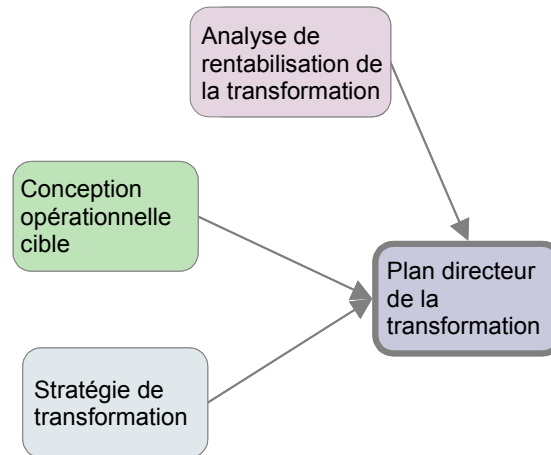 Analyse de
rentabilisation de
la transformation
Conception
opérationnelle
cible
Plan directeur
de la
transformation
Stratégie de
transformation